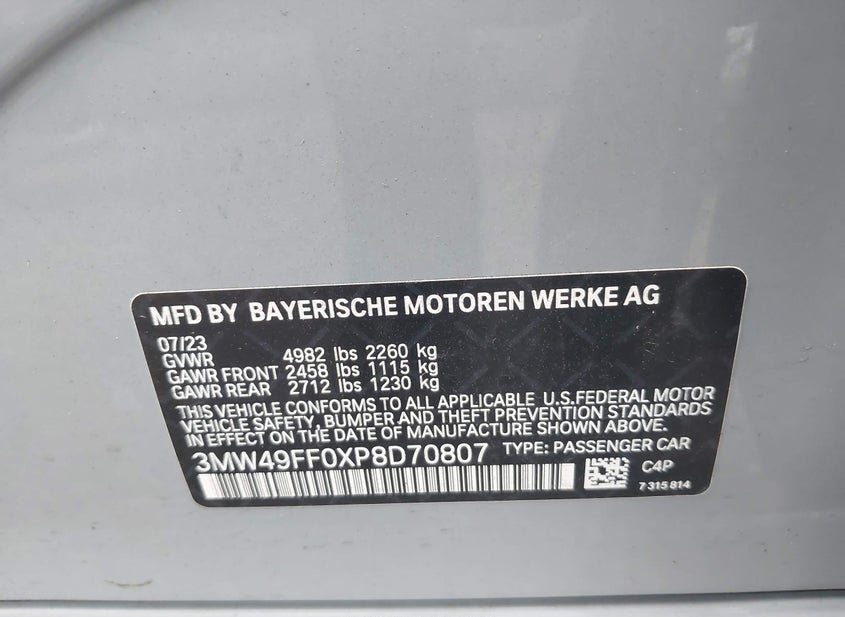 MFD BY BAYERISCHE MOTOREN WERKE AG
07/23
GVWR 4982 lbs 2260 kg
GAWR FRONT 2458 lbs 1115 kg
GAWR REAR 2712 lbs 1230 kg
THIS VEHICLE CONFORMS TO ALL APPLICABLE U.S.FEDERAL MOTOR
VEHICLE SAFETY, BUMPER AND THEFT PREVENTION STANDARDS
IN EFFECT ON THE DATE OF MANUFACTURE SHOWN ABOVE.
3MW49FF0XP8D70807 TYPE: PASSENGER CAR
C4P
7 315 814